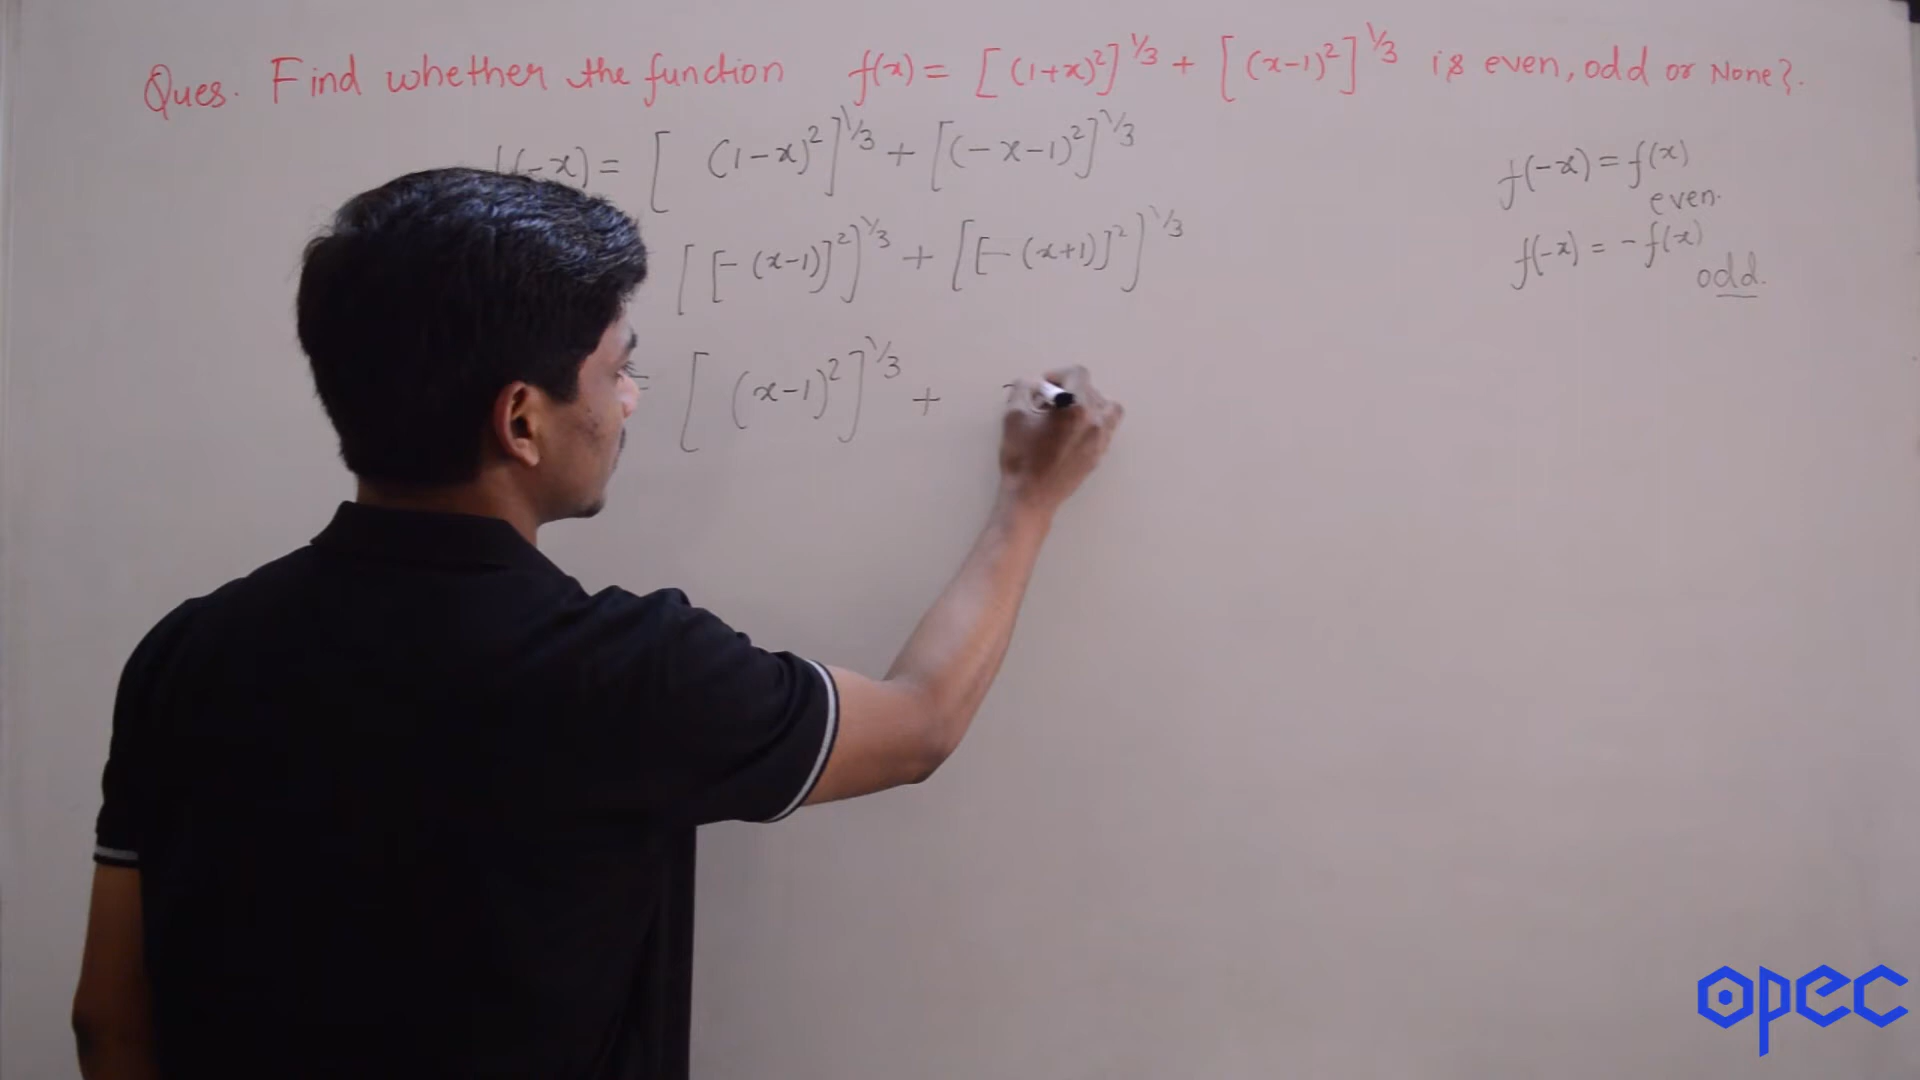 Ques. Find whether the function f(x) = [(1+x)²]^1/3 + [(x-1)²]^1/3 is even, odd or None?.
f(-x) = [ (1-x)²]^1/3 + [(-x-1)²]^1/3
[[-(x-1)]²]^1/3 + [[-(x+1)]²]^1/3
= [ (x-1)²]^1/3 +
f(-x) = f(x)
even.
f(-x) = -f(x)
odd.
opec